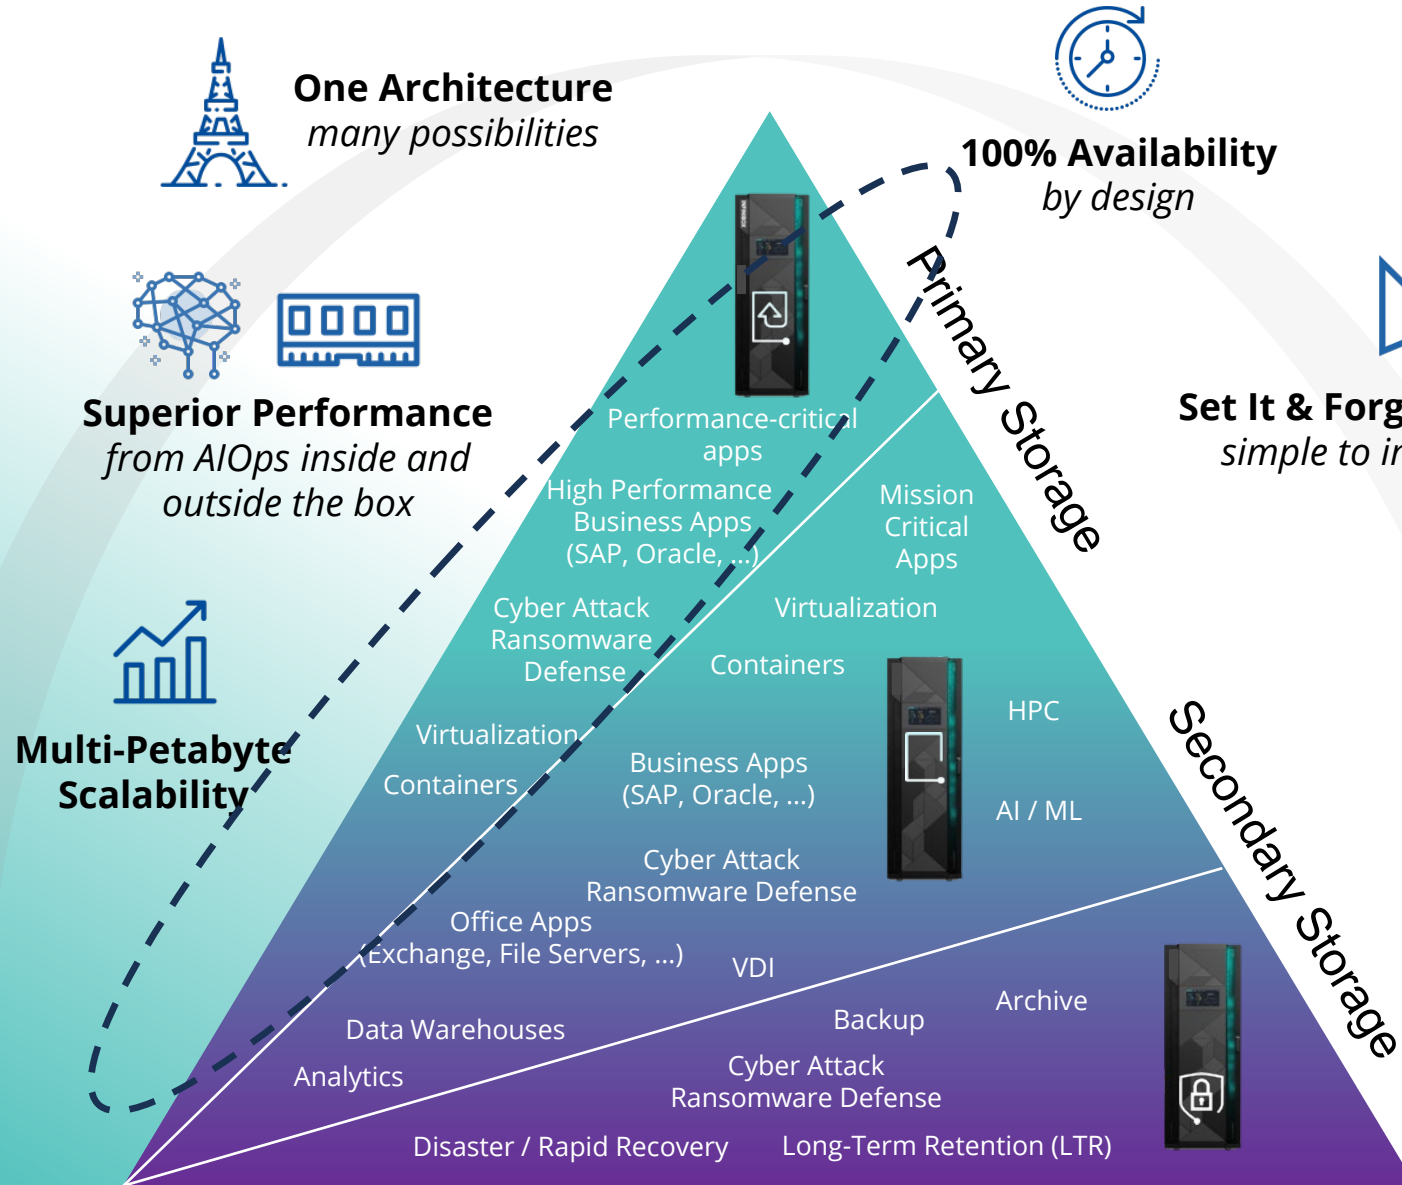 One Architecture
many possibilities
100% Availability
by design
Superior Performance
from AIOps inside and
outside the box
Set It & Forg
simple to in
Multi-Petabyte
Scalability
Primary Storage
Secondary Storage
Performance-critical
apps
High Performance
Business Apps
(SAP, Oracle, ...)
Cyber Attack
Ransomware
Defense
Virtualization
Containers
Mission
Critical
Apps
Virtualization
Containers
HPC
Business Apps
(SAP, Oracle, ...)
AI / ML
Cyber Attack
Ransomware Defense
Office Apps
(Exchange, File Servers, ...)
VDI
Data Warehouses
Analytics
Archive
Backup
Cyber Attack
Ransomware Defense
Disaster / Rapid Recovery
Long-Term Retention (LTR)